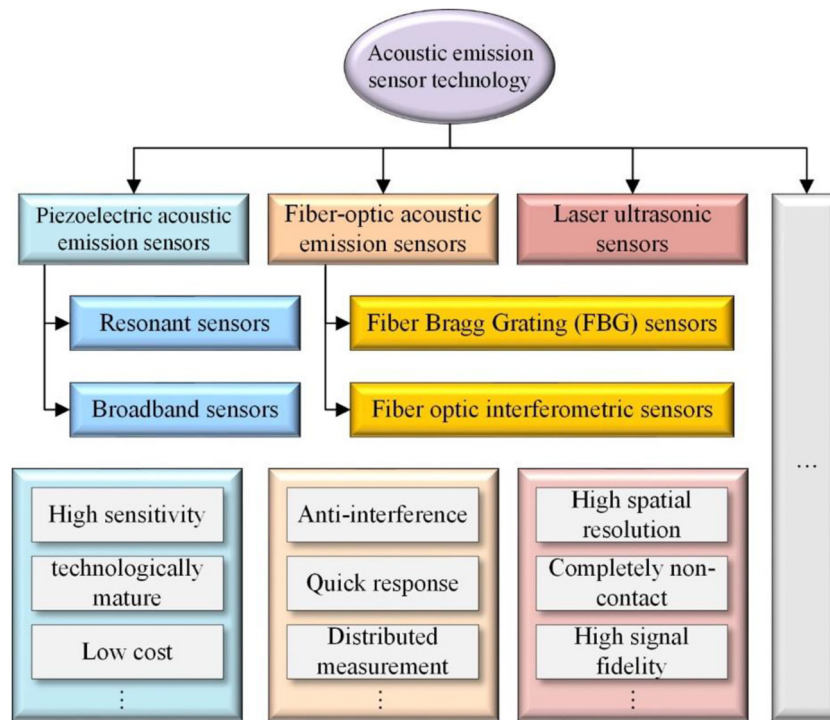 Acoustic emission
sensor technology
Piezoelectric acoustic
emission sensors
Fiber-optic acoustic
emission sensors
Laser ultrasonic
sensors
Resonant sensors
Fiber Bragg Grating (FBG) sensors
Broadband sensors
Fiber optic interferometric sensors
...
High sensitivity
technologically
mature
Low cost
⋮
Anti-interference
Quick response
Distributed
measurement
⋮
High spatial
resolution
Completely non-
contact
High signal
fidelity
⋮